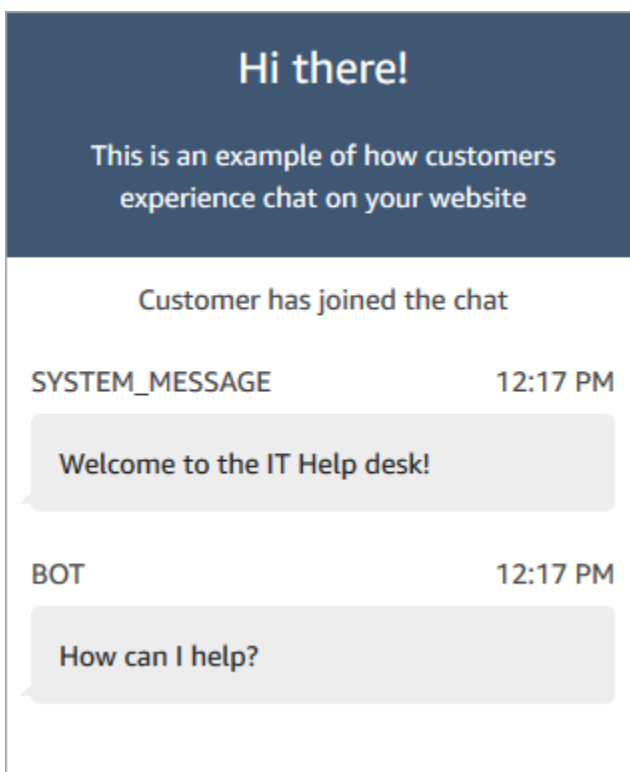 Hi there!
This is an example of how customers
experience chat on your website
Customer has joined the chat
SYSTEM_MESSAGE 12:17 PM
Welcome to the IT Help desk!
BOT 12:17 PM
How can I help?